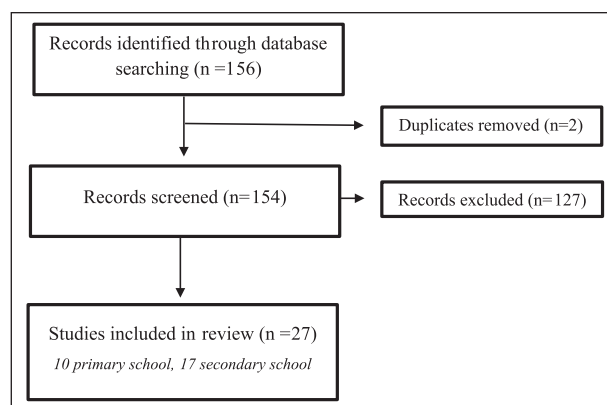 Records identified through database
searching (n =156)
Duplicates removed (n=2)
Records screened (n=154)
Records excluded (n=127)
Studies included in review (n =27)
10 primary school, 17 secondary school